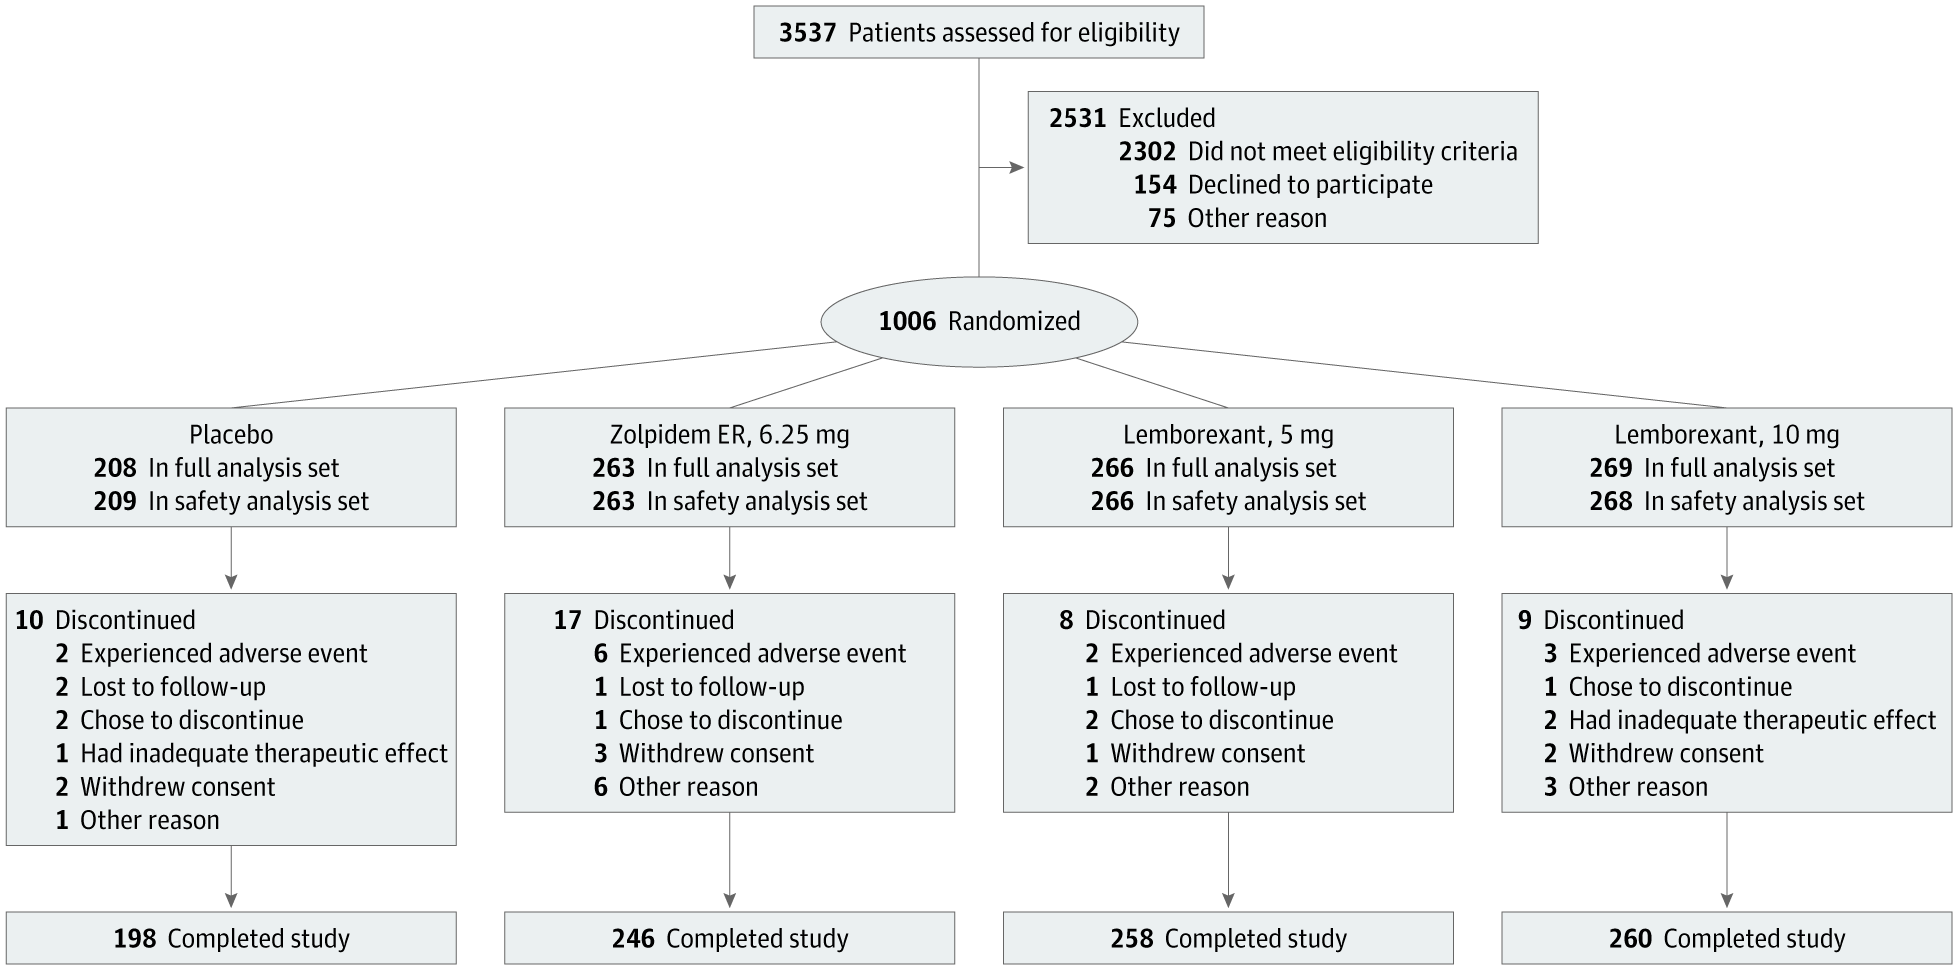 3537 Patients assessed for eligibility
2531 Excluded
2302 Did not meet eligibility criteria
154 Declined to participate
75 Other reason
1006 Randomized
Placebo
208 In full analysis set
209 In safety analysis set
Zolpidem ER, 6.25 mg
263 In full analysis set
263 In safety analysis set
Lemborexant, 5 mg
266 In full analysis set
266 In safety analysis set
Lemborexant, 10 mg
269 In full analysis set
268 In safety analysis set
10 Discontinued
2 Experienced adverse event
2 Lost to follow-up
2 Chose to discontinue
1 Had inadequate therapeutic effect
2 Withdrew consent
1 Other reason
17 Discontinued
6 Experienced adverse event
1 Lost to follow-up
1 Chose to discontinue
3 Withdrew consent
6 Other reason
8 Discontinued
2 Experienced adverse event
1 Lost to follow-up
2 Chose to discontinue
1 Withdrew consent
2 Other reason
9 Discontinued
3 Experienced adverse event
1 Chose to discontinue
2 Had inadequate therapeutic effect
2 Withdrew consent
3 Other reason
198 Completed study
246 Completed study
258 Completed study
260 Completed study